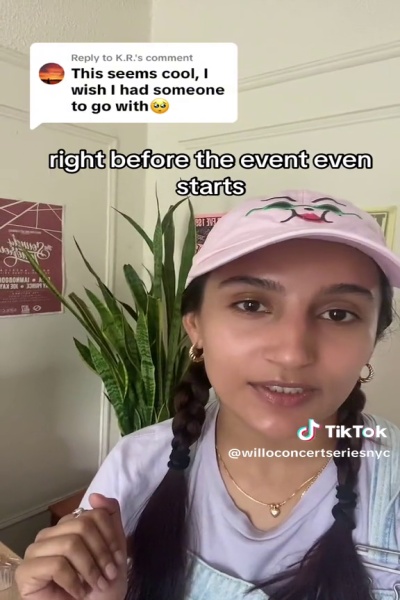 Reply to K.R.'s comment
This seems cool, I
wish I had someone
to go with🥺
right before the event even
starts
TikTok
@willoconcertseriesnyc